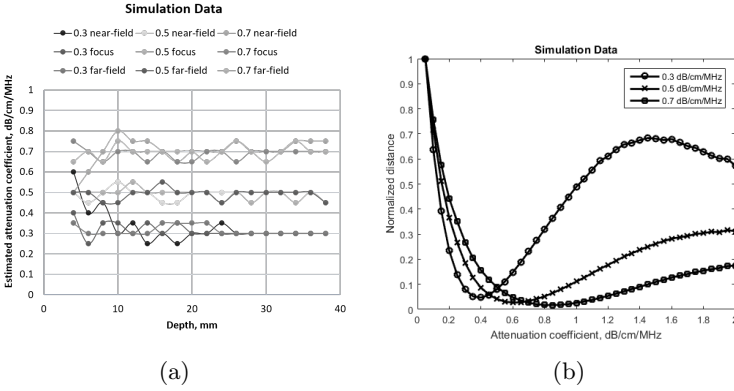 Simulation Data
0.3 near-field 0.5 near-field 0.7 near-field
0.3 focus 0.5 focus 0.7 focus
0.3 far-field 0.5 far-field 0.7 far-field
Estimated attenuation coefficient, dB/cm/MHz
1
0.9
0.8
0.7
0.6
0.5
0.4
0.3
0.2
0.1
0
0 10 20 30 40
Depth, mm
(a)
Simulation Data
0.3 dB/cm/MHz
0.5 dB/cm/MHz
0.7 dB/cm/MHz
Normalized distance
1
0.9
0.8
0.7
0.6
0.5
0.4
0.3
0.2
0.1
0
0 0.2 0.4 0.6 0.8 1 1.2 1.4 1.6 1.8 2
Attenuation coefficient, dB/cm/MHz
(b)